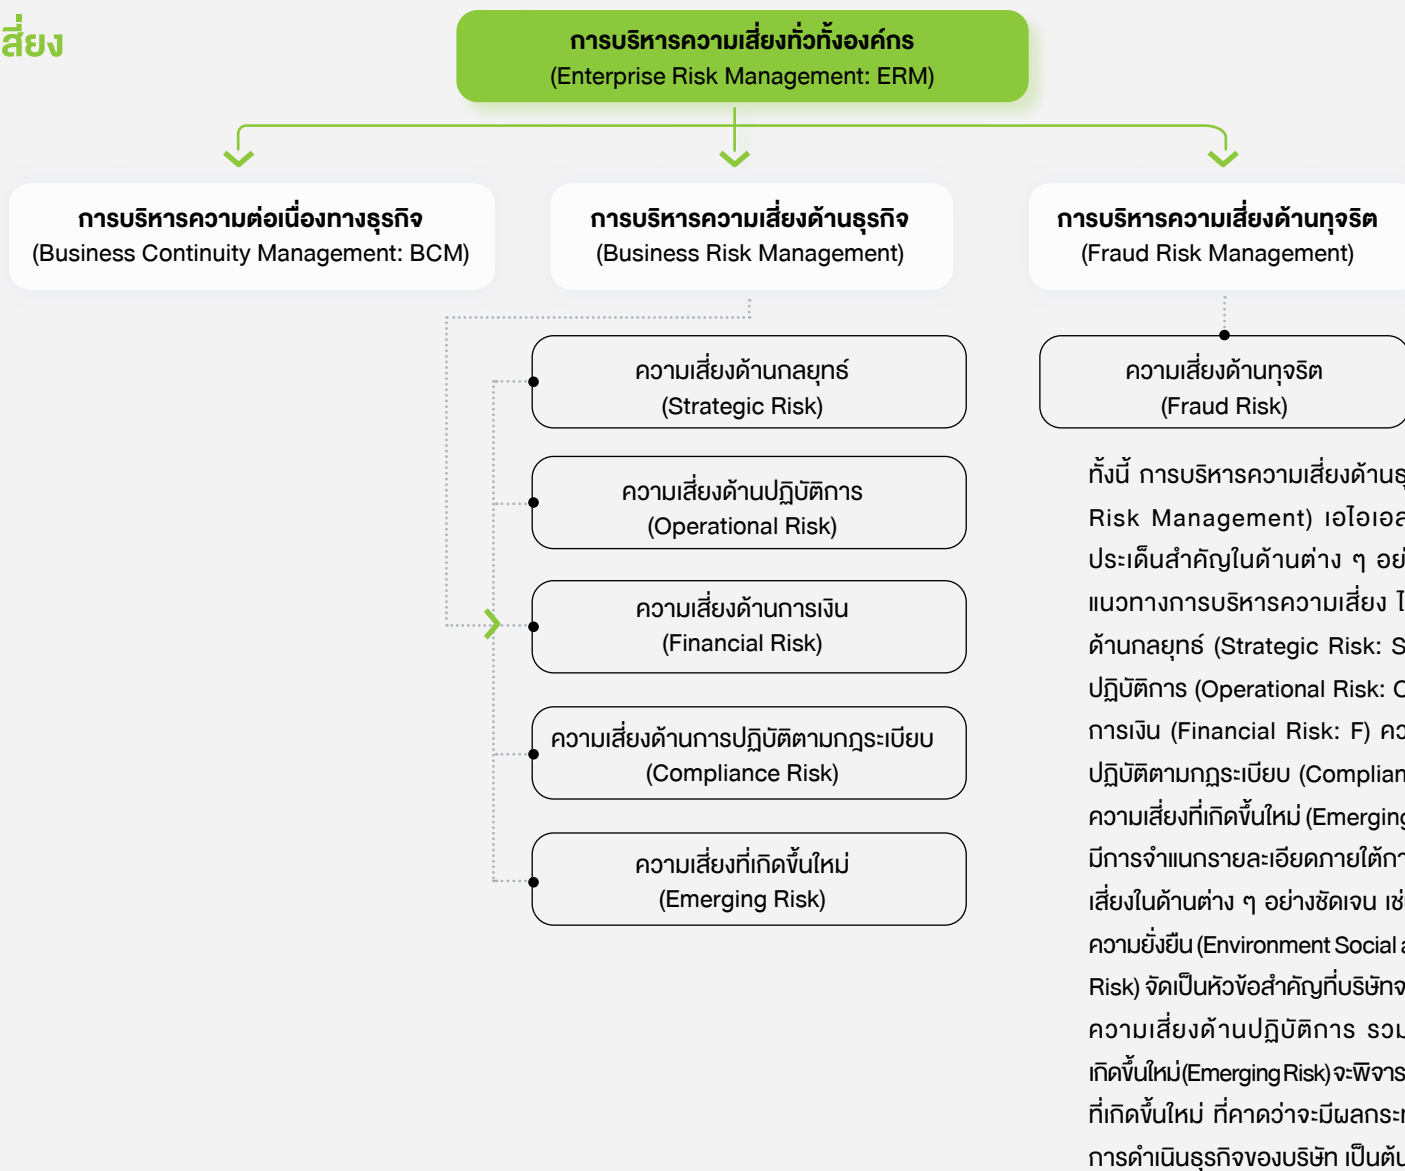 สี่ยง
การบริหารความเสี่ยงทั่วทั้งองค์กร
(Enterprise Risk Management: ERM)
การบริหารความต่อเนื่องทางธุรกิจ
(Business Continuity Management: BCM)
การบริหารความเสี่ยงด้านธุรกิจ
(Business Risk Management)
การบริหารความเสี่ยงด้านทุจริต
(Fraud Risk Management)
ความเสี่ยงด้านกลยุทธ์
(Strategic Risk)
ความเสี่ยงด้านปฏิบัติการ
(Operational Risk)
ความเสี่ยงด้านการเงิน
(Financial Risk)
ความเสี่ยงด้านการปฏิบัติตามกฎระเบียบ
(Compliance Risk)
ความเสี่ยงที่เกิดขึ้นใหม่
(Emerging Risk)
ความเสี่ยงด้านทุจริต
(Fraud Risk)
ทั้งนี้ การบริหารความเสี่ยงด้านธุ
Risk Management) เอไอเอส
ประเด็นสำคัญในด้านต่าง ๆ อย่
แนวทางการบริหารความเสี่ยง ไ
ด้านกลยุทธ์ (Strategic Risk: S
ปฏิบัติการ (Operational Risk: O
การเงิน (Financial Risk: F) คว
ปฏิบัติตามกฎระเบียบ (Complian
ความเสี่ยงที่เกิดขึ้นใหม่ (Emerging
มีการจำแนกรายละเอียดภายใต้กา
เสี่ยงในด้านต่าง ๆ อย่างชัดเจน เช่
ความยั่งยืน (Environment Social a
Risk) จัดเป็นหัวข้อสำคัญที่บริษัทจ
ความเสี่ยงด้านปฏิบัติการ รวม
เกิดขึ้นใหม่ (Emerging Risk) จะพิจาร
ที่เกิดขึ้นใหม่ ที่คาดว่าจะมีผลกระท
การดำเนินธุรกิจของบริษัท เป็นต้น